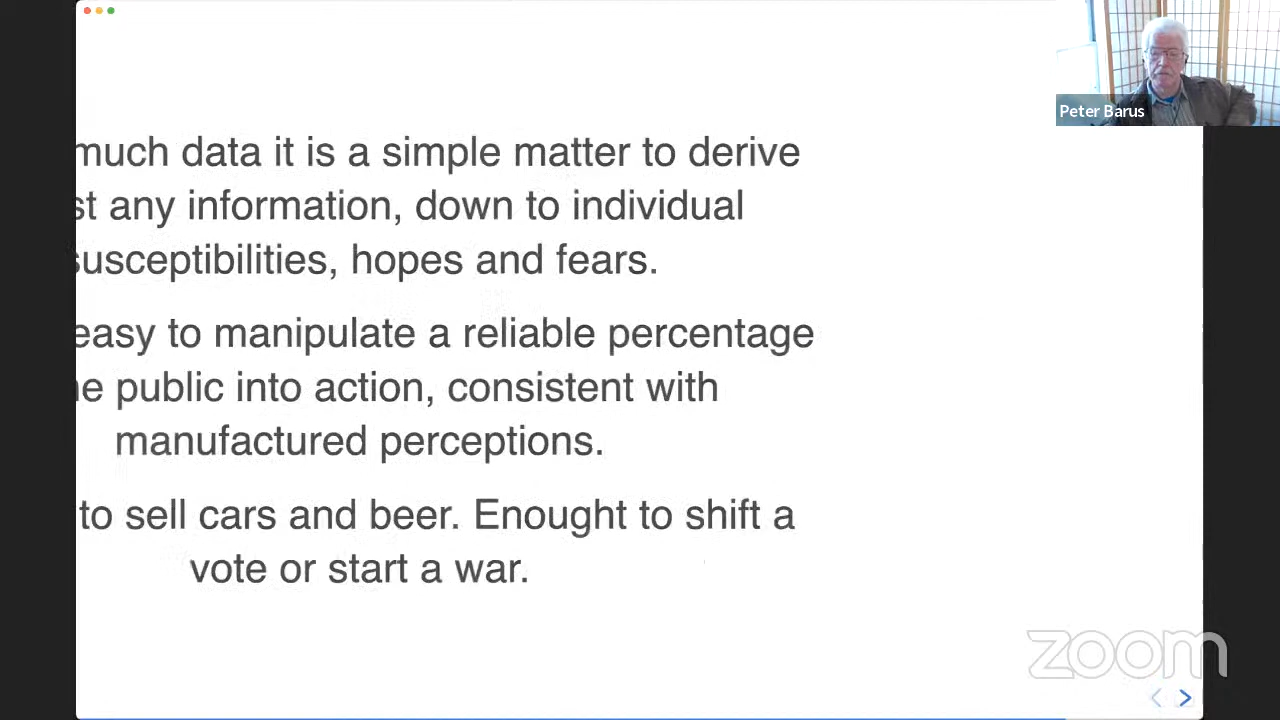 much data it is a simple matter to derive
any information, down to individual
susceptibilities, hopes and fears.
easy to manipulate a reliable percentage
public into action, consistent with
manufactured perceptions.
to sell cars and beer. Enought to shift a
vote or start a war.
Peter Barus
zoom